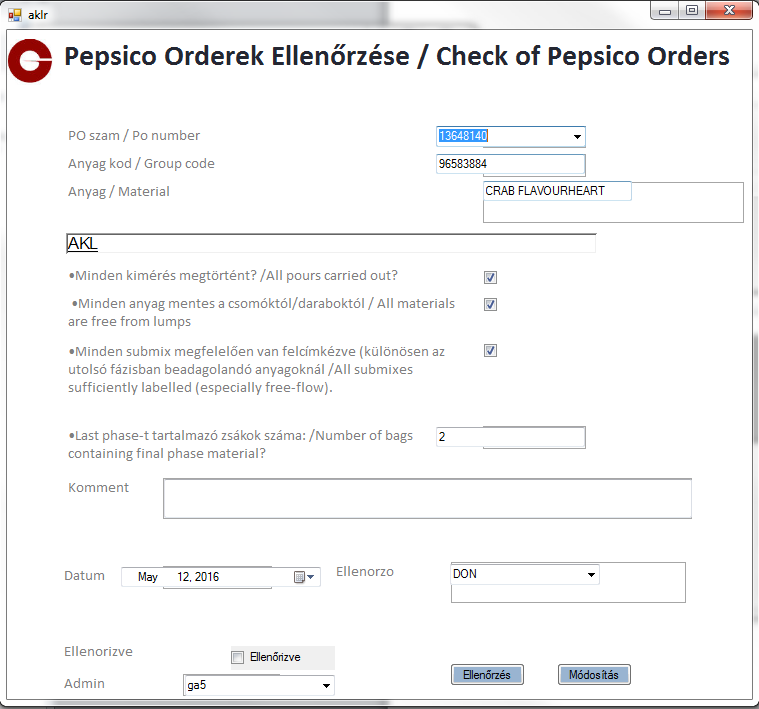 aklr
Pepsico Orderek Ellenőrzése / Check of Pepsico Orders
PO szam / Po number
13648140
Anyag kod / Group code
96583884
Anyag / Material
CRAB FLAVOURHEART
AKL
•Minden kimérés megtörtént? /All pours carried out?
•Minden anyag mentes a csomóktól/daraboktól / All materials
are free from lumps
•Minden submix megfelelően van felcímkézve (különösen az
utolsó fázisban beadagolandó anyagoknál /All submixes
sufficiently labelled (especially free-flow).
•Last phase-t tartalmazó zsákok száma: /Number of bags
containing final phase material?
2
Komment
Datum
May 12, 2016
Ellenorzo
DON
Ellenorizve
Ellenőrizve
Admin
ga5
Ellenőrzés
Módosítás